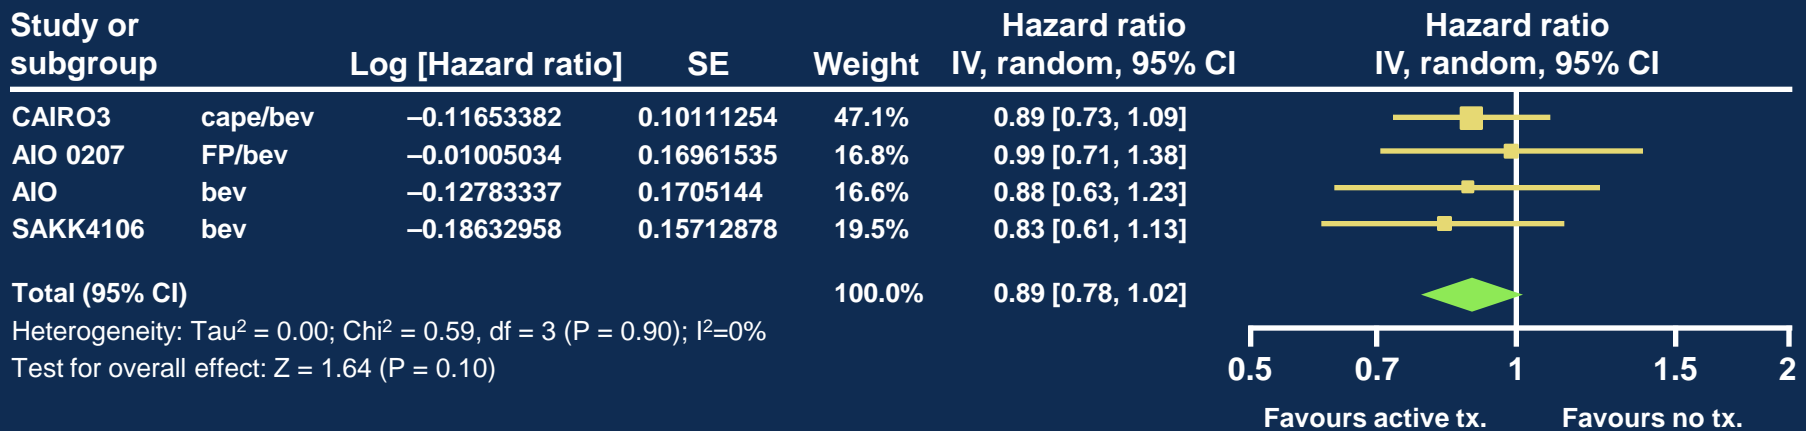 Study or subgroup Log [Hazard ratio] SE Weight Hazard ratio IV, random, 95% CI Hazard ratio IV, random, 95% CI
CAIRO3 cape/bev –0.11653382 0.10111254 47.1% 0.89 [0.73, 1.09]
AIO 0207 FP/bev –0.01005034 0.16961535 16.8% 0.99 [0.71, 1.38]
AIO bev –0.12783337 0.1705144 16.6% 0.88 [0.63, 1.23]
SAKK4106 bev –0.18632958 0.15712878 19.5% 0.83 [0.61, 1.13]
Total (95% CI) 100.0% 0.89 [0.78, 1.02]
Heterogeneity: Tau² = 0.00; Chi² = 0.59, df = 3 (P = 0.90); I²=0%
Test for overall effect: Z = 1.64 (P = 0.10)
0.5 0.7 1 1.5 2
Favours active tx. Favours no tx.